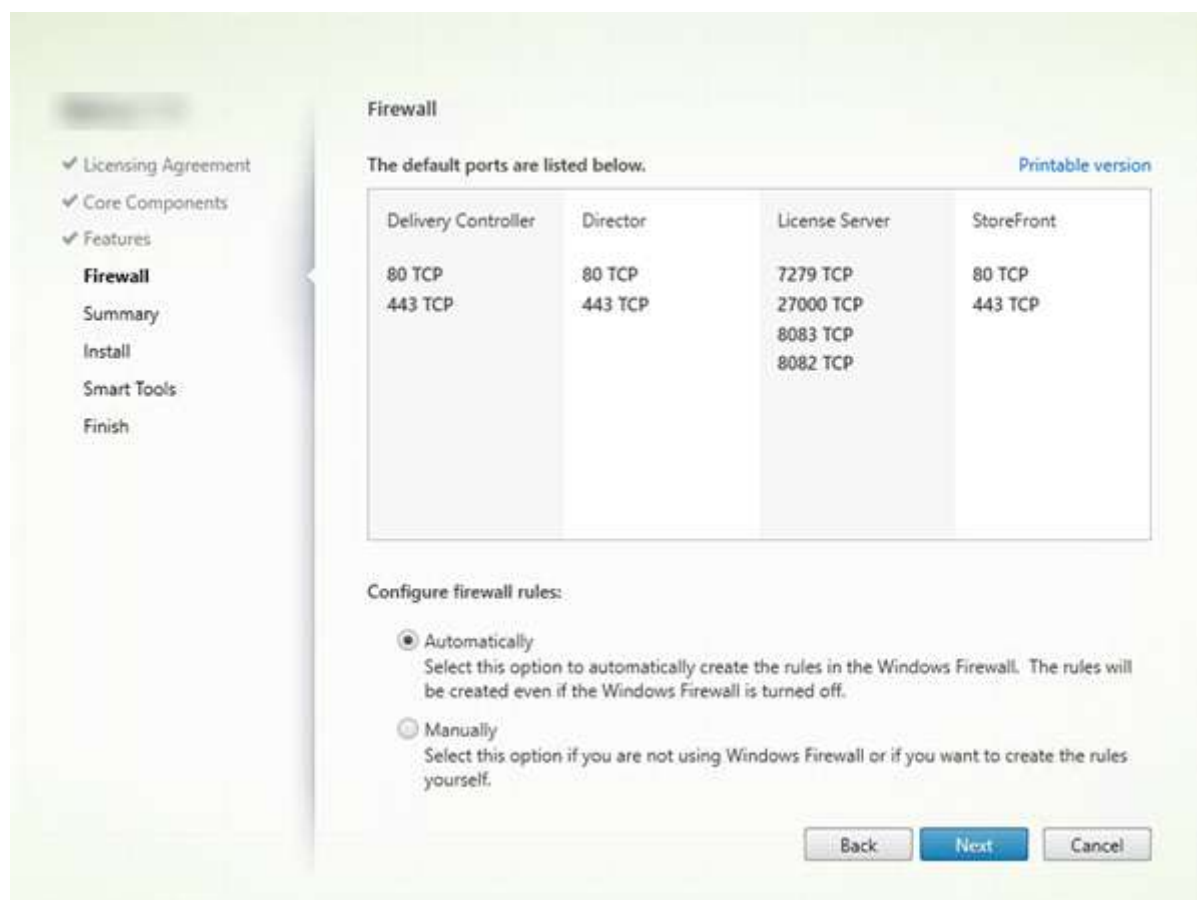 Licensing Agreement
Core Components
Features
Firewall
Summary
Install
Smart Tools
Finish
Firewall
The default ports are listed below.
Printable version
Delivery Controller
80 TCP
443 TCP
Director
80 TCP
443 TCP
License Server
7279 TCP
27000 TCP
8083 TCP
8082 TCP
StoreFront
80 TCP
443 TCP
Configure firewall rules:
Automatically
Select this option to automatically create the rules in the Windows Firewall. The rules will
be created even if the Windows Firewall is turned off.
Manually
Select this option if you are not using Windows Firewall or if you want to create the rules
yourself.
Back
Next
Cancel